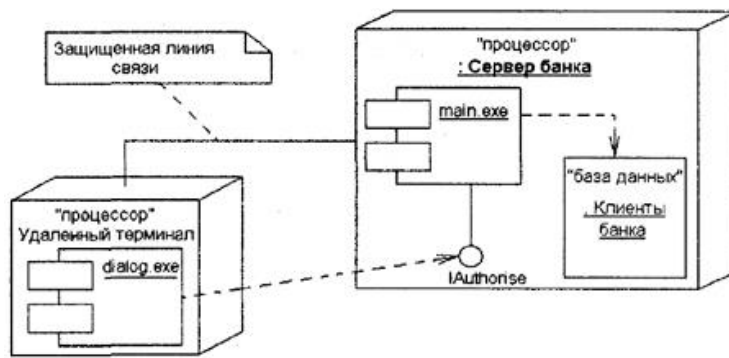 Защищенная линия
связи
"процессор"
: Сервер банка
main.exe
"база данных"
: Клиенты
банка
IAuthorise
"процессор"
Удаленный терминал
dialog.exe